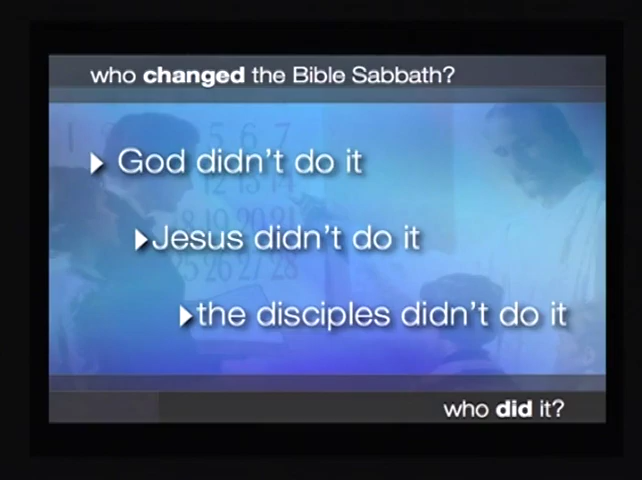 who changed the Bible Sabbath?
God didn't do it
Jesus didn't do it
the disciples didn't do it
who did it?